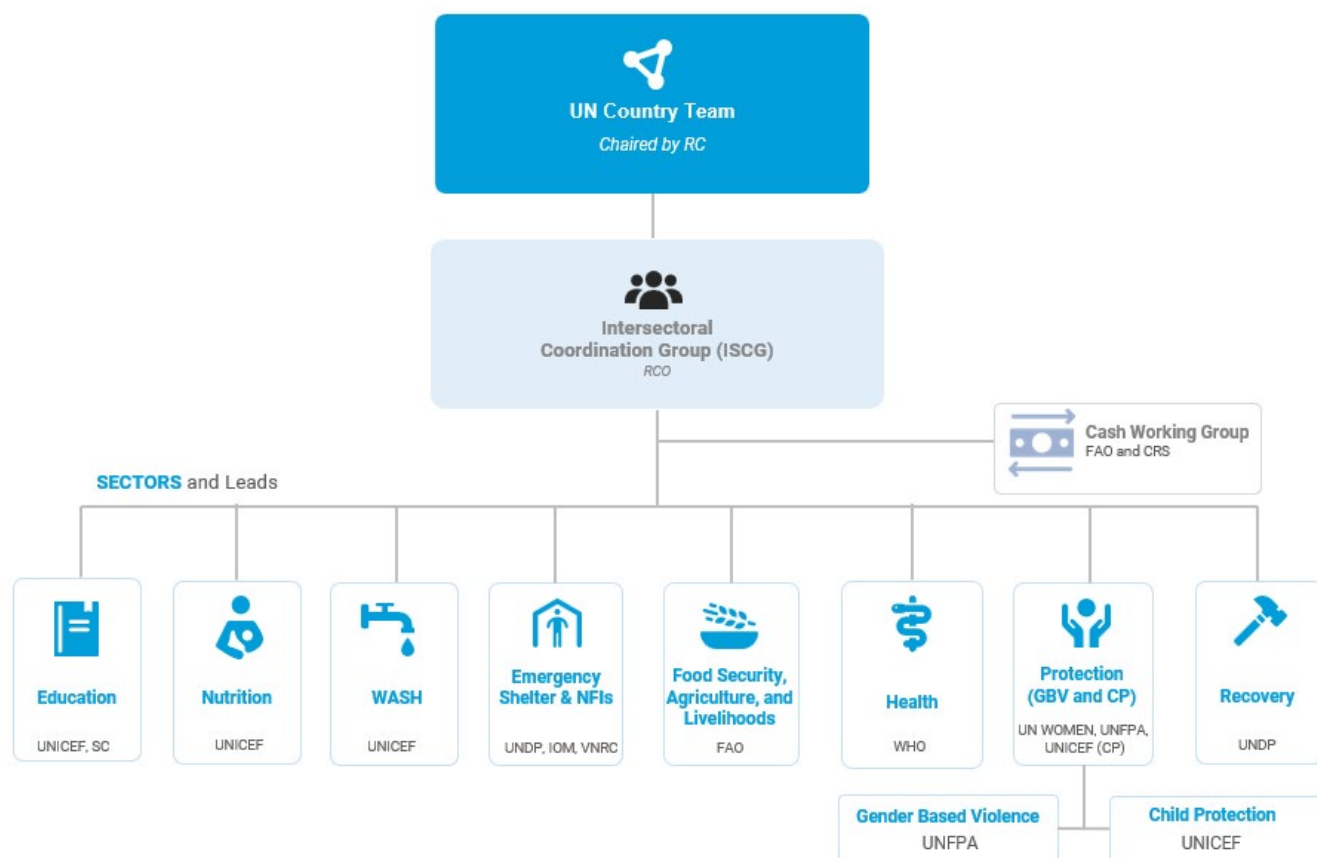 UN Country Team
Chaired by RC
Intersectoral
Coordination Group (ISCG)
RCO
Cash Working Group
FAO and CRS
SECTORS and Leads
Education
UNICEF, SC
Nutrition
UNICEF
WASH
UNICEF
Emergency
Shelter & NFIs
UNDP, IOM, VNRC
Food Security,
Agriculture, and
Livelihoods
FAO
Health
WHO
Protection
(GBV and CP)
UN WOMEN, UNFPA,
UNICEF (CP)
Recovery
UNDP
Gender Based Violence
UNFPA
Child Protection
UNICEF